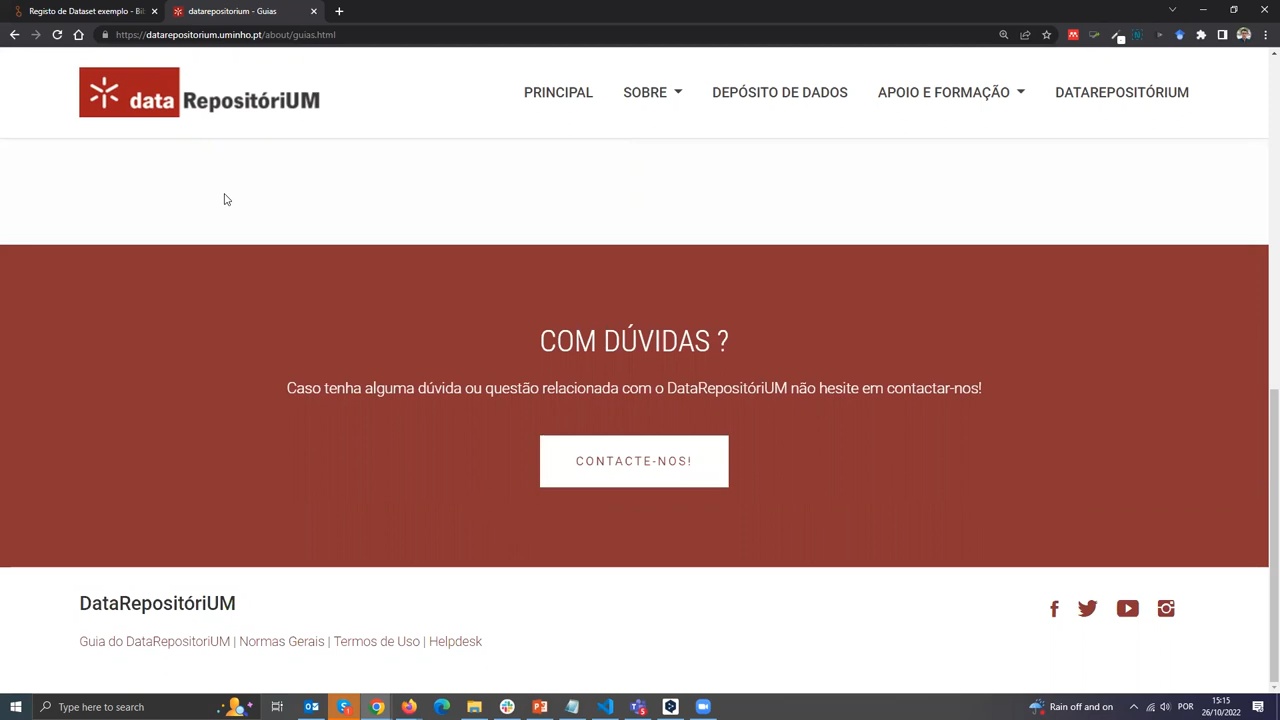 Registo de Dataset exemplo - Bi
datarepositorium - Guias
https://datarepositorium.uminho.pt/about/guias.html
data RepositóriUM
PRINCIPAL SOBRE DEPÓSITO DE DADOS APOIO E FORMAÇÃO DATAREPOSITÓRIUM
COM DÚVIDAS ?
Caso tenha alguma dúvida ou questão relacionada com o DataRepositóriUM não hesite em contactar-nos!
CONTACTE-NOS!
DataRepositóriUM
Guia do DataRepositoriUM | Normas Gerais | Termos de Uso | Helpdesk
Type here to search
Rain off and on
POR
15:15
26/10/2022